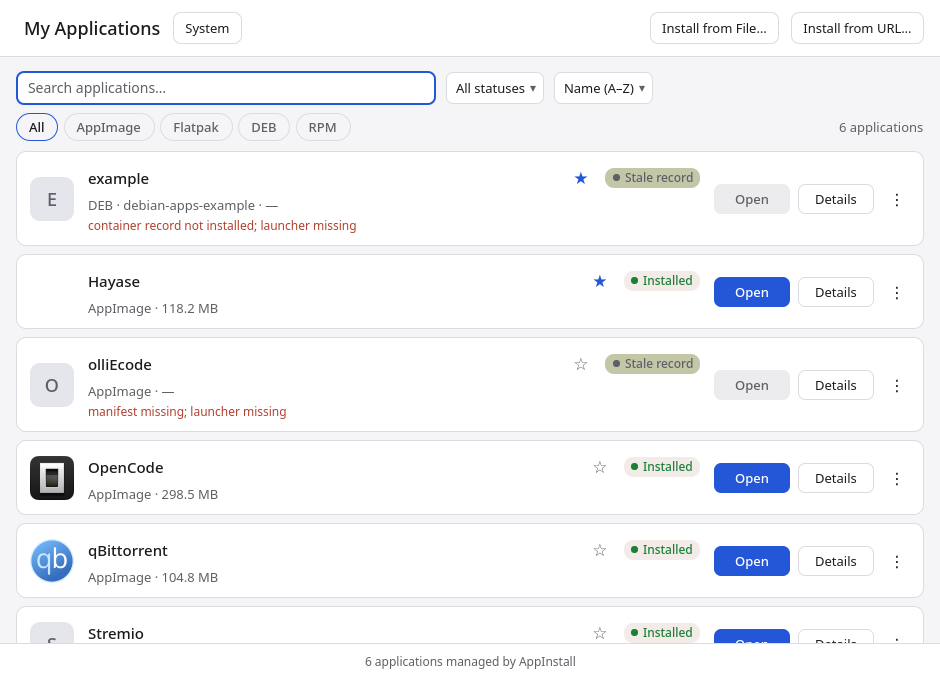 My Applications System Install from File... Install from URL...
Search applications... All statuses ▾ Name (A–Z) ▾
All AppImage Flatpak DEB RPM 6 applications
E example ★ Stale record Open Details ⋮
DEB · debian-apps-example · —
container record not installed; launcher missing
Hayase ★ Installed Open Details ⋮
AppImage · 118.2 MB
O olliEcode ☆ Stale record Open Details ⋮
AppImage · —
manifest missing; launcher missing
OpenCode ☆ Installed Open Details ⋮
AppImage · 298.5 MB
qb qBittorrent ☆ Installed Open Details ⋮
AppImage · 104.8 MB
S Stremio ☆ Installed Open Details
6 applications managed by AppInstall